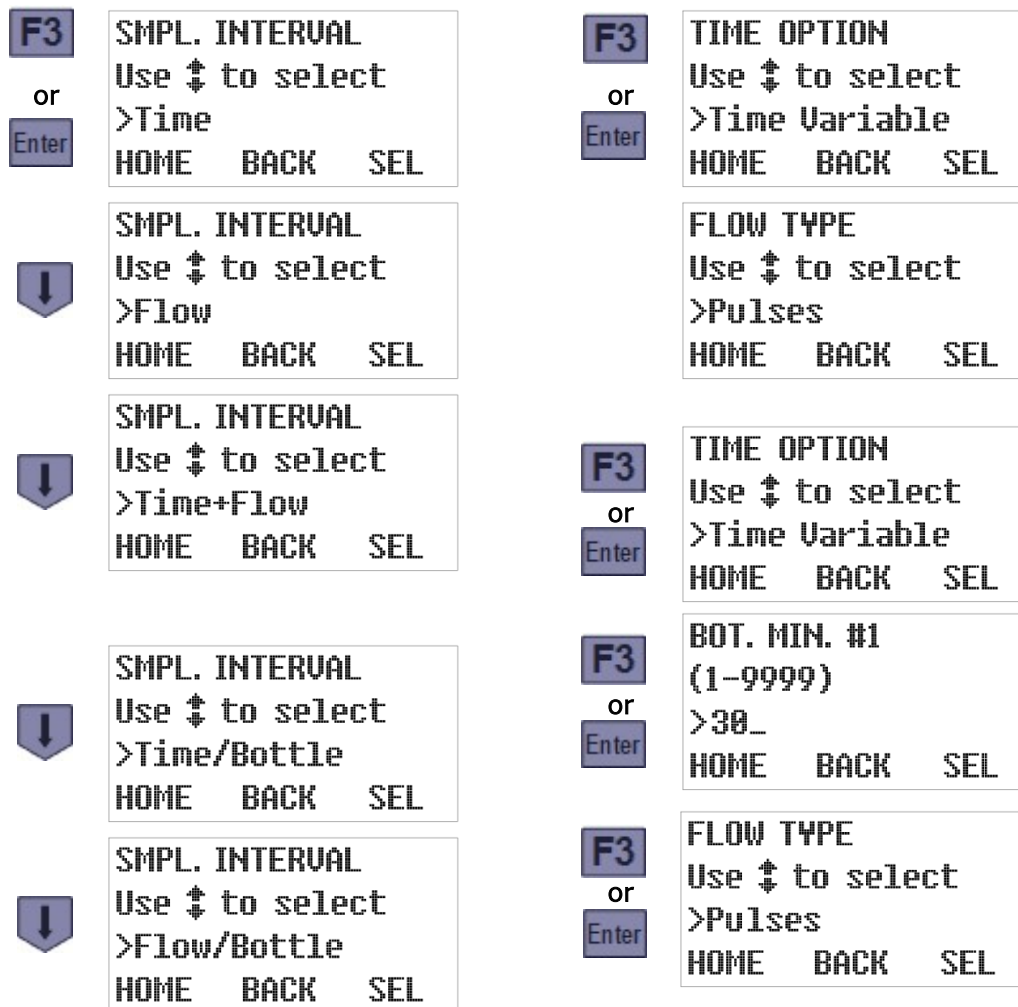 F3
or
Enter
SMPL. INTERVAL
Use ↕ to select
>Time
HOME BACK SEL
F3
or
Enter
TIME OPTION
Use ↕ to select
>Time Variable
HOME BACK SEL
SMPL. INTERVAL
Use ↕ to select
>Flow
HOME BACK SEL
FLOW TYPE
Use ↕ to select
>Pulses
HOME BACK SEL
SMPL. INTERVAL
Use ↕ to select
>Time+Flow
HOME BACK SEL
F3
or
Enter
TIME OPTION
Use ↕ to select
>Time Variable
HOME BACK SEL
SMPL. INTERVAL
Use ↕ to select
>Time/Bottle
HOME BACK SEL
F3
or
Enter
BOT. MIN. #1
(1-9999)
>30_
HOME BACK SEL
SMPL. INTERVAL
Use ↕ to select
>Flow/Bottle
HOME BACK SEL
F3
or
Enter
FLOW TYPE
Use ↕ to select
>Pulses
HOME BACK SEL